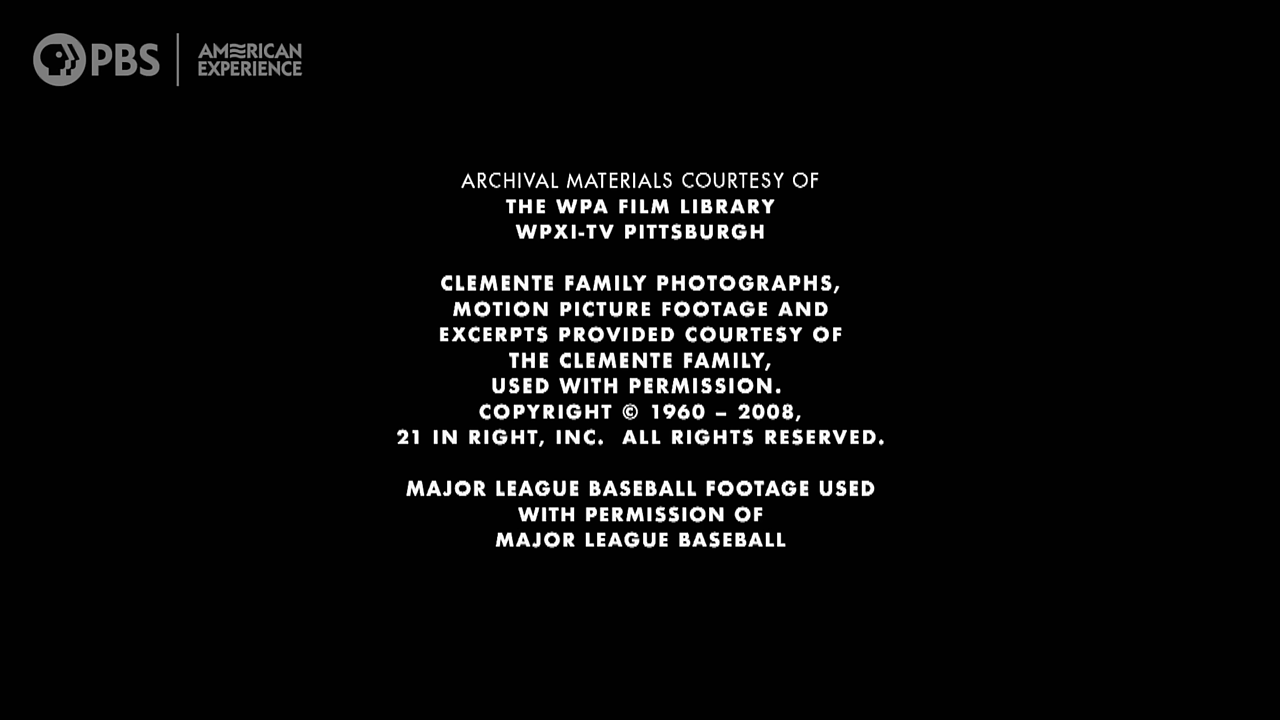 PBS
AMERICAN
EXPERIENCE
ARCHIVAL MATERIALS COURTESY OF
THE WPA FILM LIBRARY
WPXI-TV PITTSBURGH
CLEMENTE FAMILY PHOTOGRAPHS,
MOTION PICTURE FOOTAGE AND
EXCERPTS PROVIDED COURTESY OF
THE CLEMENTE FAMILY,
USED WITH PERMISSION.
COPYRIGHT © 1960 – 2008,
21 IN RIGHT, INC.  ALL RIGHTS RESERVED.
MAJOR LEAGUE BASEBALL FOOTAGE USED
WITH PERMISSION OF
MAJOR LEAGUE BASEBALL